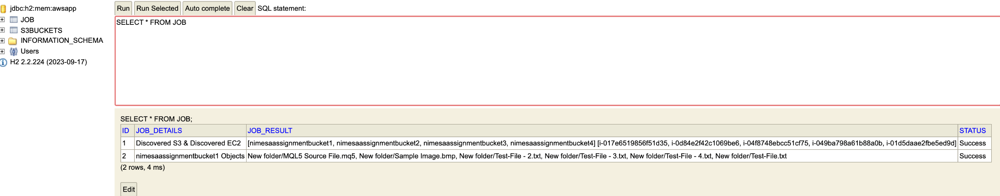 jdbc:h2:mem:awsapp
JOB
S3BUCKETS
INFORMATION_SCHEMA
Users
H2 2.2.224 (2023-09-17)
Run Run Selected Auto complete Clear SQL statement:
SELECT * FROM JOB
SELECT * FROM JOB;
ID JOB_DETAILS JOB_RESULT STATUS
1 Discovered S3 & Discovered EC2 [nimesaassignmentbucket1, nimesaassignmentbucket2, nimesaassignmentbucket3, nimesaassignmentbucket4] [i-017e6519856f51d35, i-0d84e2f42c1069be6, i-04f8748ebcc51cf75, i-049ba798a61b88a0b, i-01d5daae2fbe5ed9d] Success
2 nimesaassignmentbucket1 Objects New folder/MQL5 Source File.mq5, New folder/Sample Image.bmp, New folder/Test-File - 2.txt, New folder/Test-File - 3.txt, New folder/Test-File - 4.txt, New folder/Test-File.txt Success
(2 rows, 4 ms)
Edit